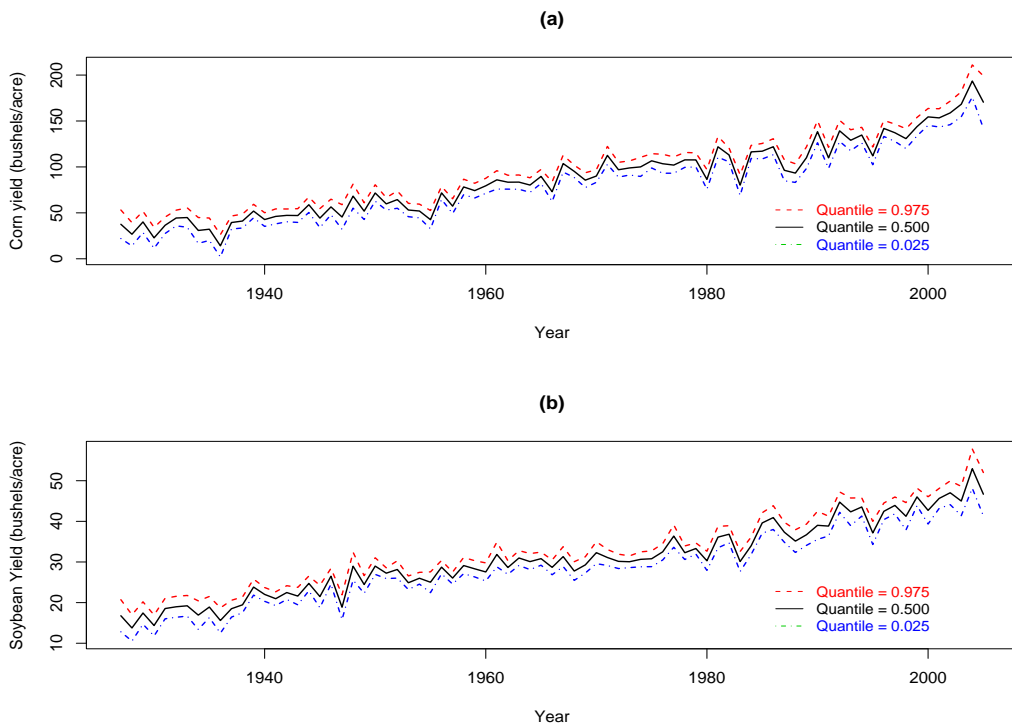 (a)
Corn yield (bushels/acre)
200
150
100
50
0
Quantile = 0.975
Quantile = 0.500
Quantile = 0.025
1940
1960
1980
2000
Year
(b)
Soybean Yield (bushels/acre)
50
40
30
20
10
Quantile = 0.975
Quantile = 0.500
Quantile = 0.025
1940
1960
1980
2000
Year